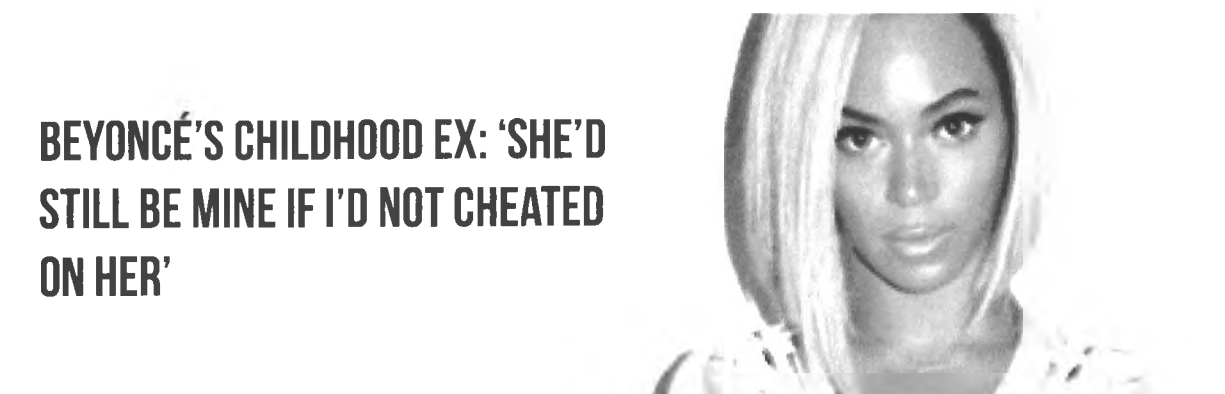 BEYONCÉ'S CHILDHOOD EX: ‘SHE'D
STILL BE MINE IF I'D NOT CHEATED
ON HER’